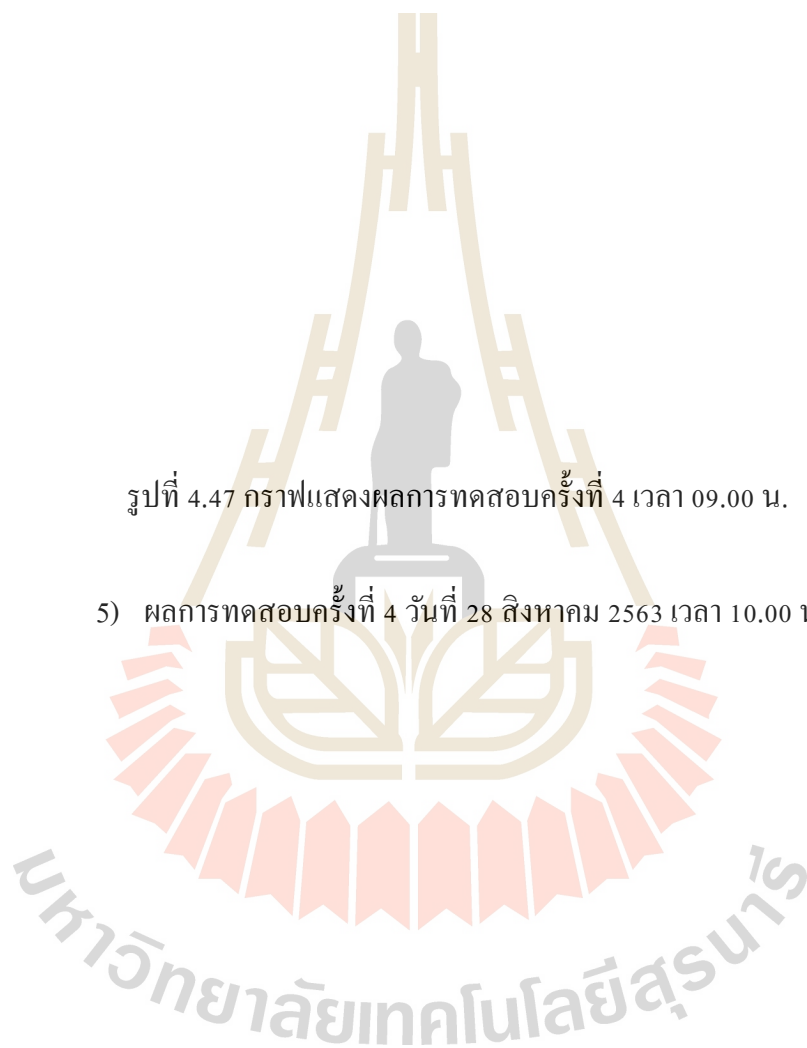 รูปที่ 4.47 กราฟแสดงผลการทดสอบครั้งที่ 4 เวลา 09.00 น.
5) ผลการทดสอบครั้งที่ 4 วันที่ 28 สิงหาคม 2563 เวลา 10.00
มหาวิทยาลัยเทคโนโลยีสุรนารี